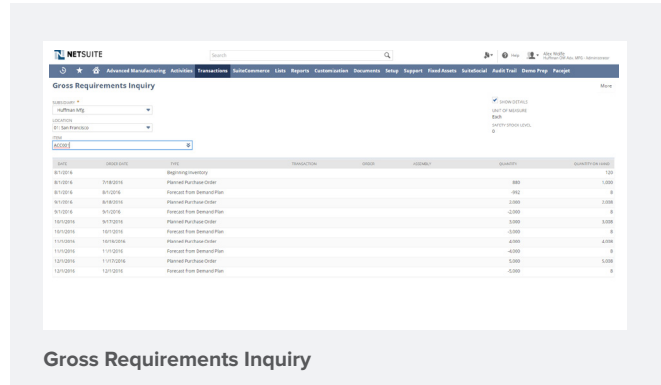 NETSUITE
Search
Help
Alex Wolfe
Advanced Manufacturing Activities Transactions SuiteCommerce Lists Reports Customization Documents Setup Support Fixed Assets SuiteSocial Audit Trail Demo Prep Pacejet
Gross Requirements Inquiry
More
SUBSIDIARY *
Huffman Mfg
LOCATION
01: San Francisco
ITEM
ACC001
SHOW DETAILS
UNIT OF MEASURE
Each
SAFETY STOCK LEVEL
0
DATE ORDER DATE TYPE TRANSACTION ORDER ASSEMBLY QUANTITY QUANTITY ON HAND
8/1/2016 Beginning Inventory 120
8/1/2016 7/18/2016 Planned Purchase Order 880 1,000
8/1/2016 8/1/2016 Forecast from Demand Plan -992 8
9/1/2016 8/18/2016 Planned Purchase Order 2,000 2,008
9/1/2016 9/1/2016 Forecast from Demand Plan -2,000 8
10/1/2016 9/17/2016 Planned Purchase Order 3,000 3,008
10/1/2016 10/1/2016 Forecast from Demand Plan -3,000 8
11/1/2016 10/18/2016 Planned Purchase Order 4,000 4,008
11/1/2016 11/1/2016 Forecast from Demand Plan -4,000 8
12/1/2016 11/17/2016 Planned Purchase Order 5,000 5,008
12/1/2016 12/1/2016 Forecast from Demand Plan -5,000 8
Gross Requirements Inquiry